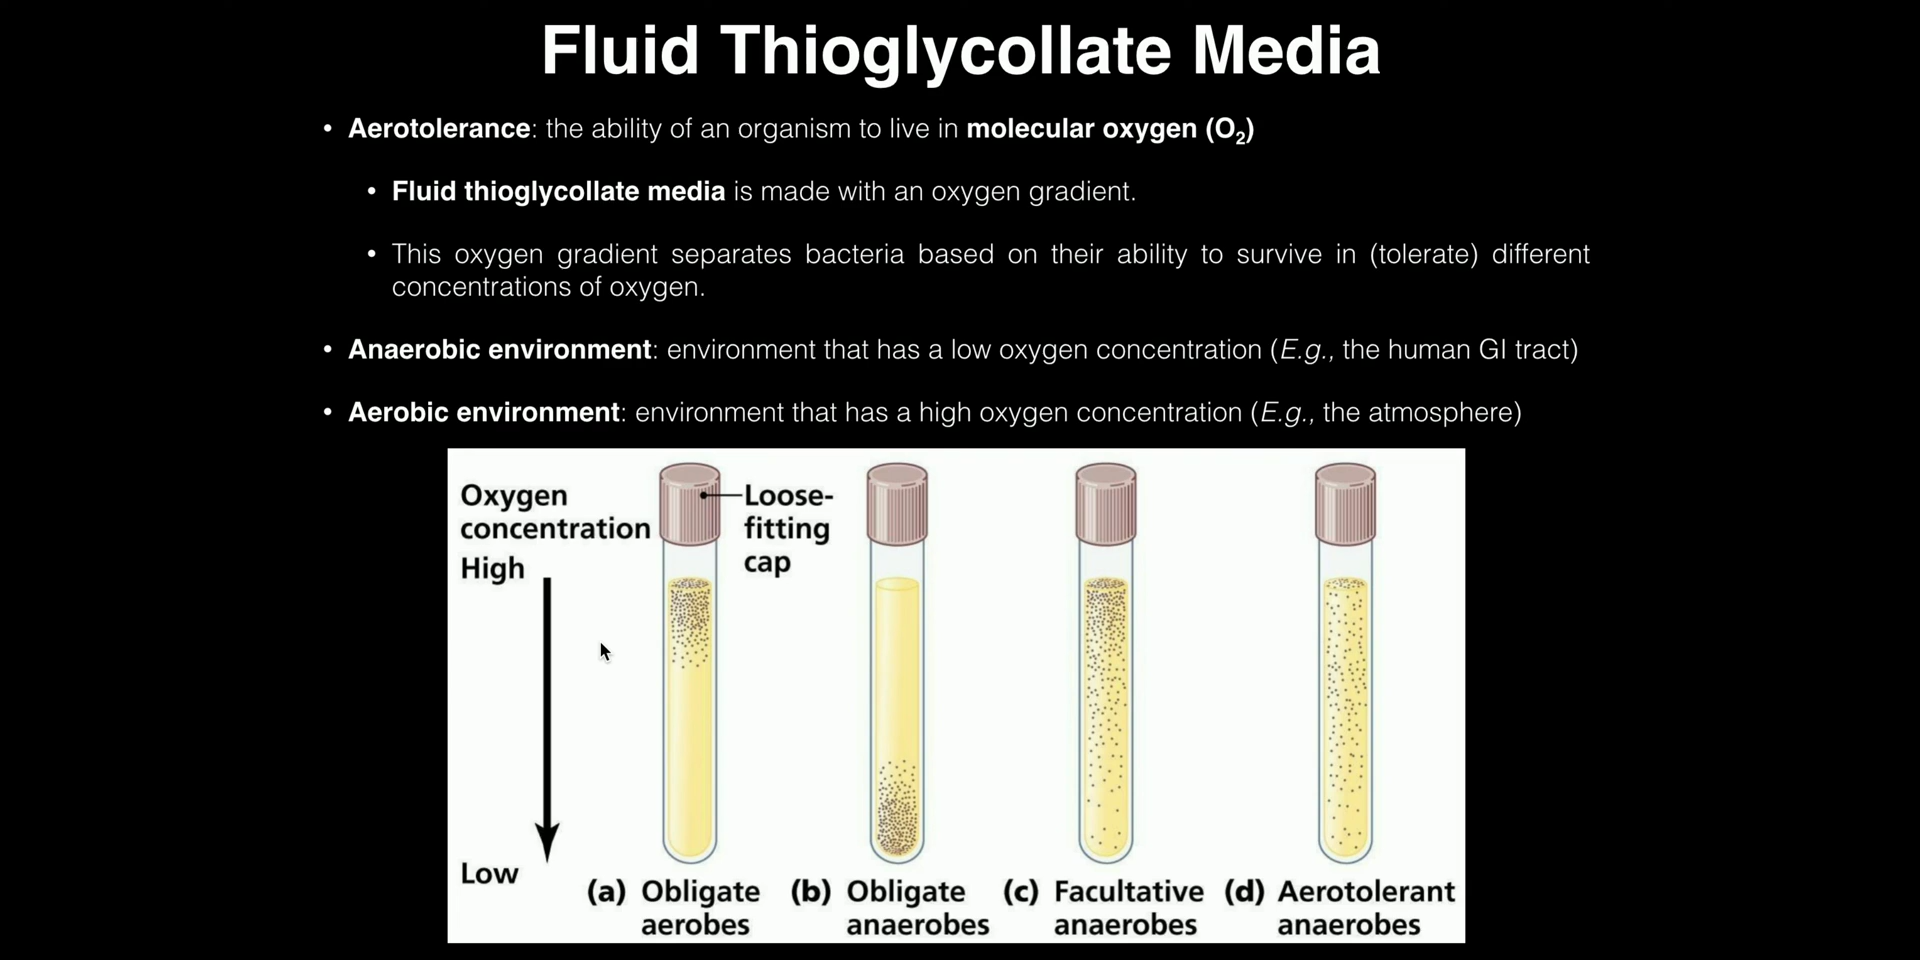 Fluid Thioglycollate Media
• Aerotolerance: the ability of an organism to live in molecular oxygen (O₂)
• Fluid thioglycollate media is made with an oxygen gradient.
• This oxygen gradient separates bacteria based on their ability to survive in (tolerate) different
concentrations of oxygen.
• Anaerobic environment: environment that has a low oxygen concentration (E.g., the human GI tract)
• Aerobic environment: environment that has a high oxygen concentration (E.g., the atmosphere)
Oxygen
concentration
High
Low
Loose-
fitting
cap
(a) Obligate
aerobes
(b) Obligate
anaerobes
(c) Facultative
anaerobes
(d) Aerotolerant
anaerobes